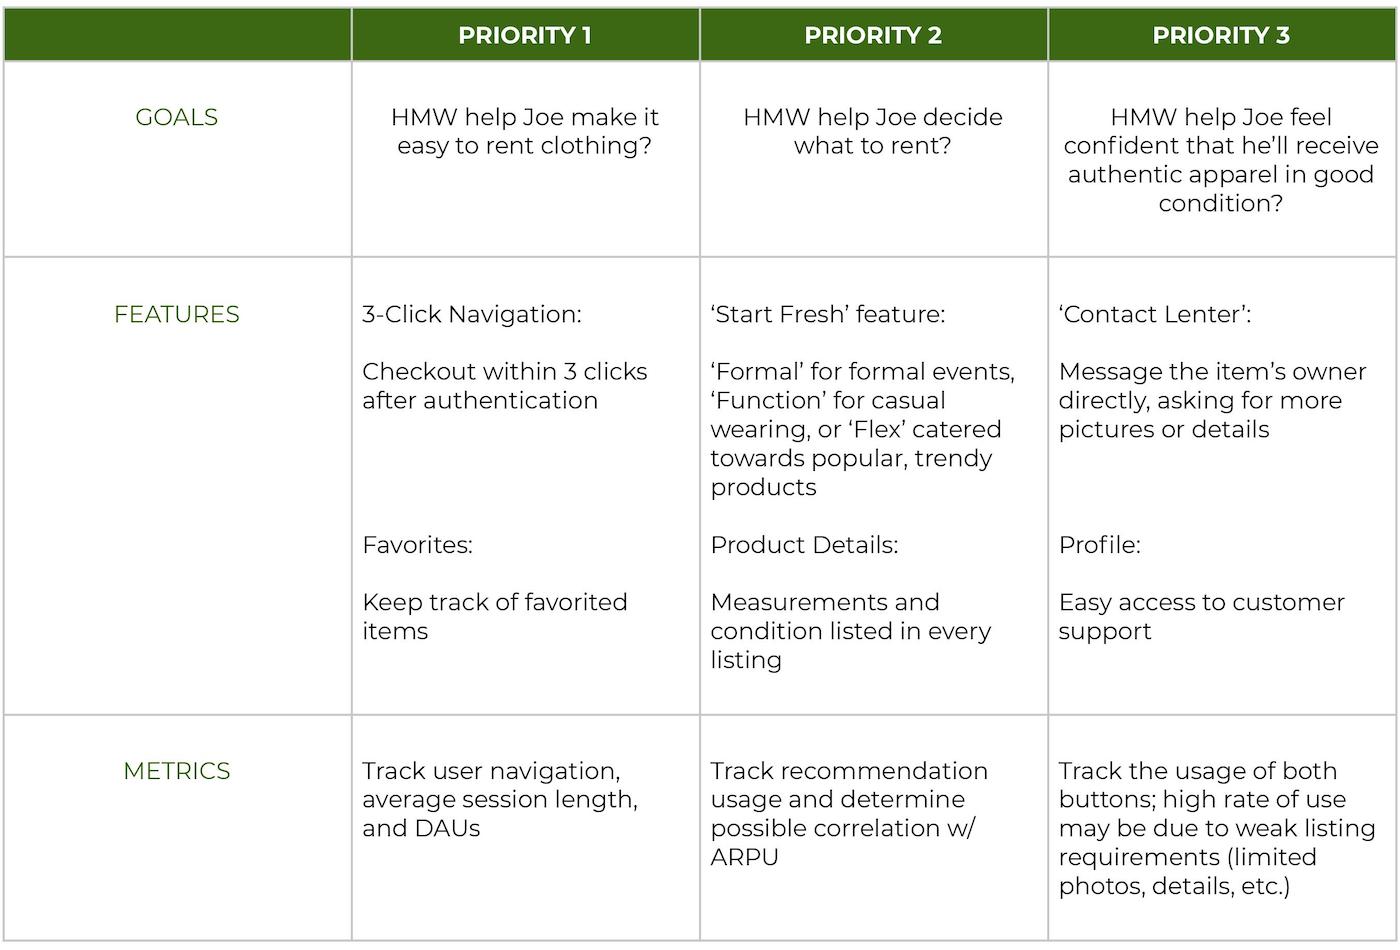 PRIORITY 1
PRIORITY 2
PRIORITY 3
GOALS
HMW help Joe make it
easy to rent clothing?
HMW help Joe decide
what to rent?
HMW help Joe feel
confident that he’ll receive
authentic apparel in good
condition?
FEATURES
3-Click Navigation:
Checkout within 3 clicks
after authentication
Favorites:
Keep track of favorited
items
‘Start Fresh’ feature:
‘Formal’ for formal events,
‘Function’ for casual
wearing, or ‘Flex’ catered
towards popular, trendy
products
Product Details:
Measurements and
condition listed in every
listing
‘Contact Lenter’:
Message the item’s owner
directly, asking for more
pictures or details
Profile:
Easy access to customer
support
METRICS
Track user navigation,
average session length,
and DAUs
Track recommendation
usage and determine
possible correlation w/
ARPU
Track the usage of both
buttons; high rate of use
may be due to weak listing
requirements (limited
photos, details, etc.)